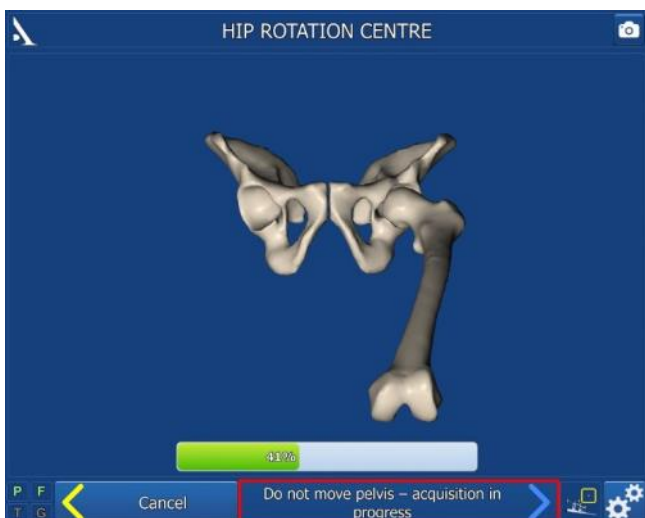 HIP ROTATION CENTRE
41%
P F
Cancel
Do not move pelvis – acquisition in
progress
T G